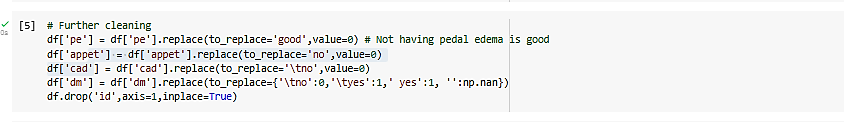 [5] # Further cleaning
df['pe'] = df['pe'].replace(to_replace='good',value=0) # Not having pedal edema is good
df['appet'] = df['appet'].replace(to_replace='no',value=0)
df['cad'] = df['cad'].replace(to_replace='\tno',value=0)
df['dm'] = df['dm'].replace(to_replace={'\tno':0,'\tyes':1,' yes':1, '':np.nan})
df.drop('id',axis=1,inplace=True)
0s